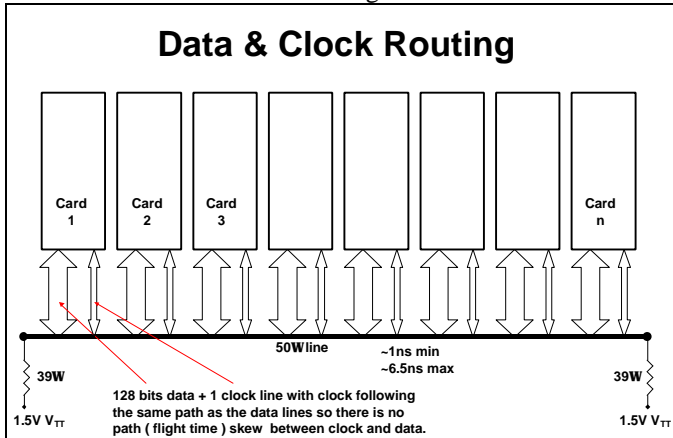 Data & Clock Routing
Card
1
Card
2
Card
3
Card
n
50W line
~1ns min
~6.5ns max
39W
39W
128 bits data + 1 clock line with clock following
the same path as the data lines so there is no
path ( flight time ) skew between clock and data.
1.5V VTT
1.5V VTT